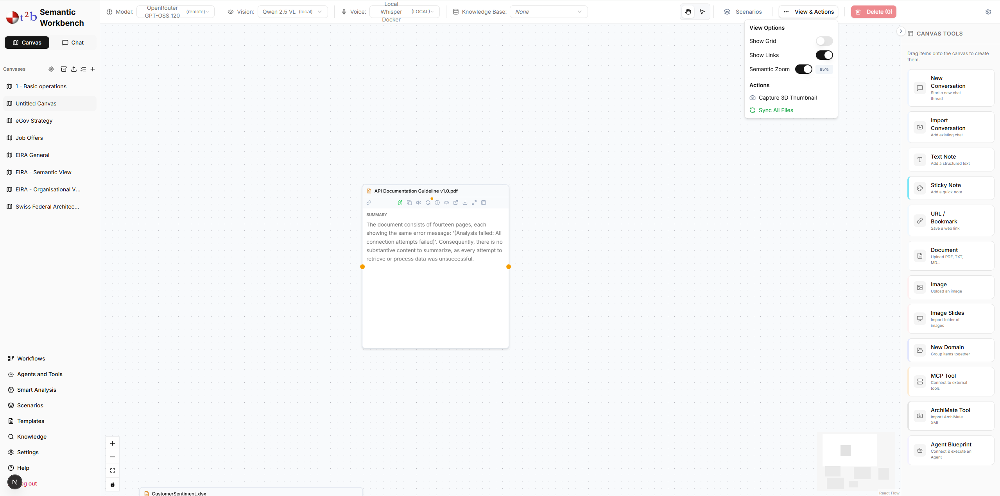 t²b
Semantic
Workbench
Canvas
Chat
Canvases
1 - Basic operations
Untitled Canvas
eGov Strategy
Job Offers
EIRA General
EIRA - Semantic View
EIRA - Organisational V...
Swiss Federal Architec...
Workflows
Agents and Tools
Smart Analysis
Scenarios
Templates
Knowledge
Settings
Help
N
og out
Model:
OpenRouter
GPT-OSS 120
(remote)
Vision:
Qwen 2.5 VL (local)
Voice:
Local
Whisper
Docker
(LOCAL)
Knowledge Base:
None
Scenarios
View & Actions
Delete (0)
View Options
Show Grid
Show Links
Semantic Zoom
85%
Actions
Capture 3D Thumbnail
Sync All Files
API Documentation Guideline v1.0.pdf
SUMMARY
The document consists of fourteen pages, each
showing the same error message: '(Analysis failed: All
connection attempts failed)'. Consequently, there is no
substantive content to summarize, as every attempt to
retrieve or process data was unsuccessful.
CustomerSentiment.xlsx
React Flow
CANVAS TOOLS
Drag items onto the canvas to create
them.
New
Conversation
Start a new chat
thread
Import
Conversation
Add existing chat
Text Note
Add a structured text
Sticky Note
Add a quick note
URL /
Bookmark
Save a web link
Document
Upload PDF, TXT,
MD...
Image
Upload an image
Image Slides
Import folder of
images
New Domain
Group items together
MCP Tool
Connect to external
tools
ArchiMate Tool
Import ArchiMate
XML
Agent Blueprint
Connect & execute an
Agent